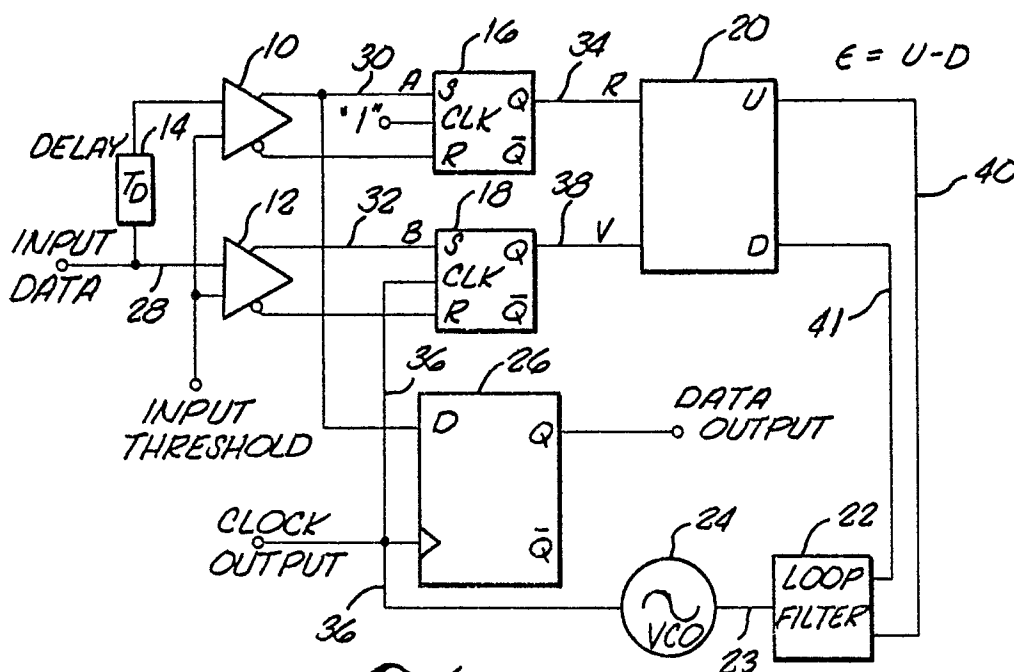 10
30
A
16
34
R
20
ϵ = U-D
S
Q
U
"1"
CLK
DELAY
14
R
Q̄
40
T_D
12
32
B
18
38
V
INPUT
DATA
28
S
Q
CLK
R
Q̄
D
41
36
26
INPUT
THRESHOLD
D
Q
DATA
OUTPUT
CLOCK
OUTPUT
Q̄
24
22
LOOP
FILTER
VCO
36
23